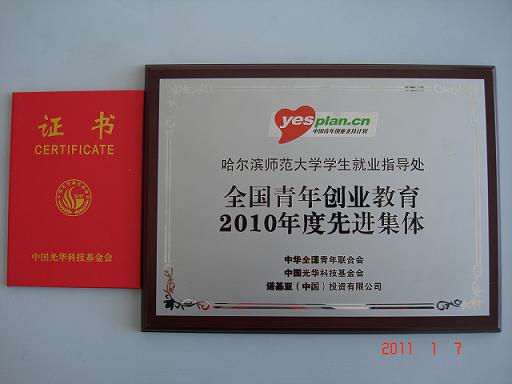 证 书
CERTIFICATE
中国光华科技基金会
yesplan.cn
中国青年创业支持计划
哈尔滨师范大学学生就业指导处
全国青年创业教育
2010年度先进集体
中华全国青年联合会
中国光华科技基金会
诺基亚（中国）投资有限公司
2011 1 7